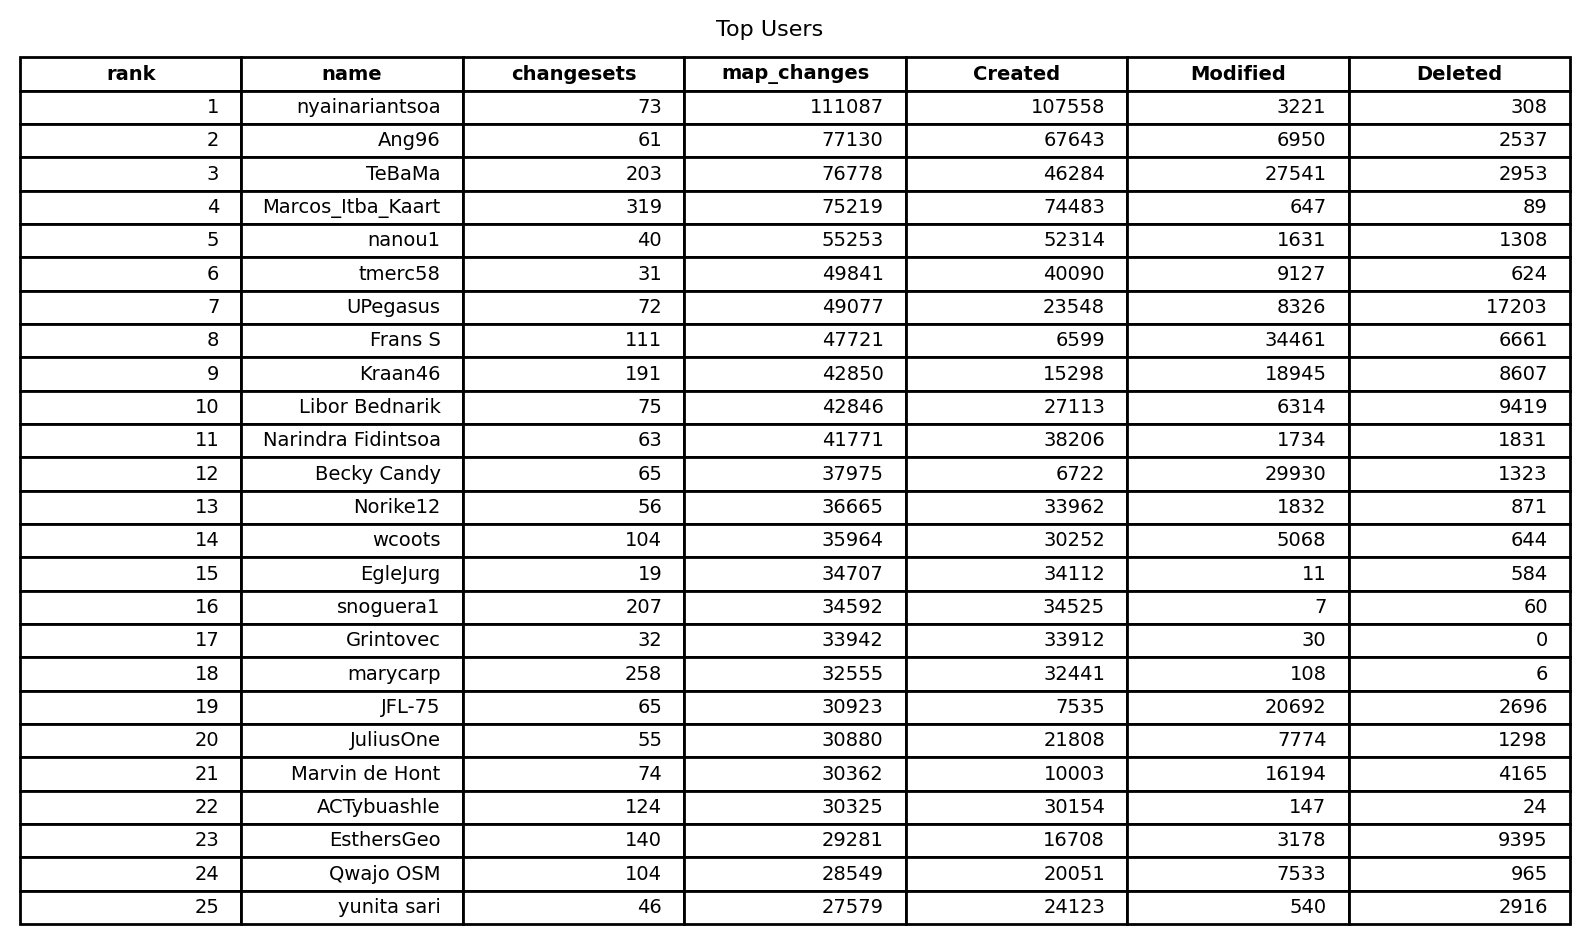 Top Users
rank name changesets map_changes Created Modified Deleted
1 nyainariantsoa 73 111087 107558 3221 308
2 Ang96 61 77130 67643 6950 2537
3 TeBaMa 203 76778 46284 27541 2953
4 Marcos_Itba_Kaart 319 75219 74483 647 89
5 nanou1 40 55253 52314 1631 1308
6 tmerc58 31 49841 40090 9127 624
7 UPegasus 72 49077 23548 8326 17203
8 Frans S 111 47721 6599 34461 6661
9 Kraan46 191 42850 15298 18945 8607
10 Libor Bednarik 75 42846 27113 6314 9419
11 Narindra Fidintsoa 63 41771 38206 1734 1831
12 Becky Candy 65 37975 6722 29930 1323
13 Norike12 56 36665 33962 1832 871
14 wcoots 104 35964 30252 5068 644
15 EgleJurg 19 34707 34112 11 584
16 snoguera1 207 34592 34525 7 60
17 Grintovec 32 33942 33912 30 0
18 marycarp 258 32555 32441 108 6
19 JFL-75 65 30923 7535 20692 2696
20 JuliusOne 55 30880 21808 7774 1298
21 Marvin de Hont 74 30362 10003 16194 4165
22 ACTybuashle 124 30325 30154 147 24
23 EsthersGeo 140 29281 16708 3178 9395
24 Qwajo OSM 104 28549 20051 7533 965
25 yunita sari 46 27579 24123 540 2916